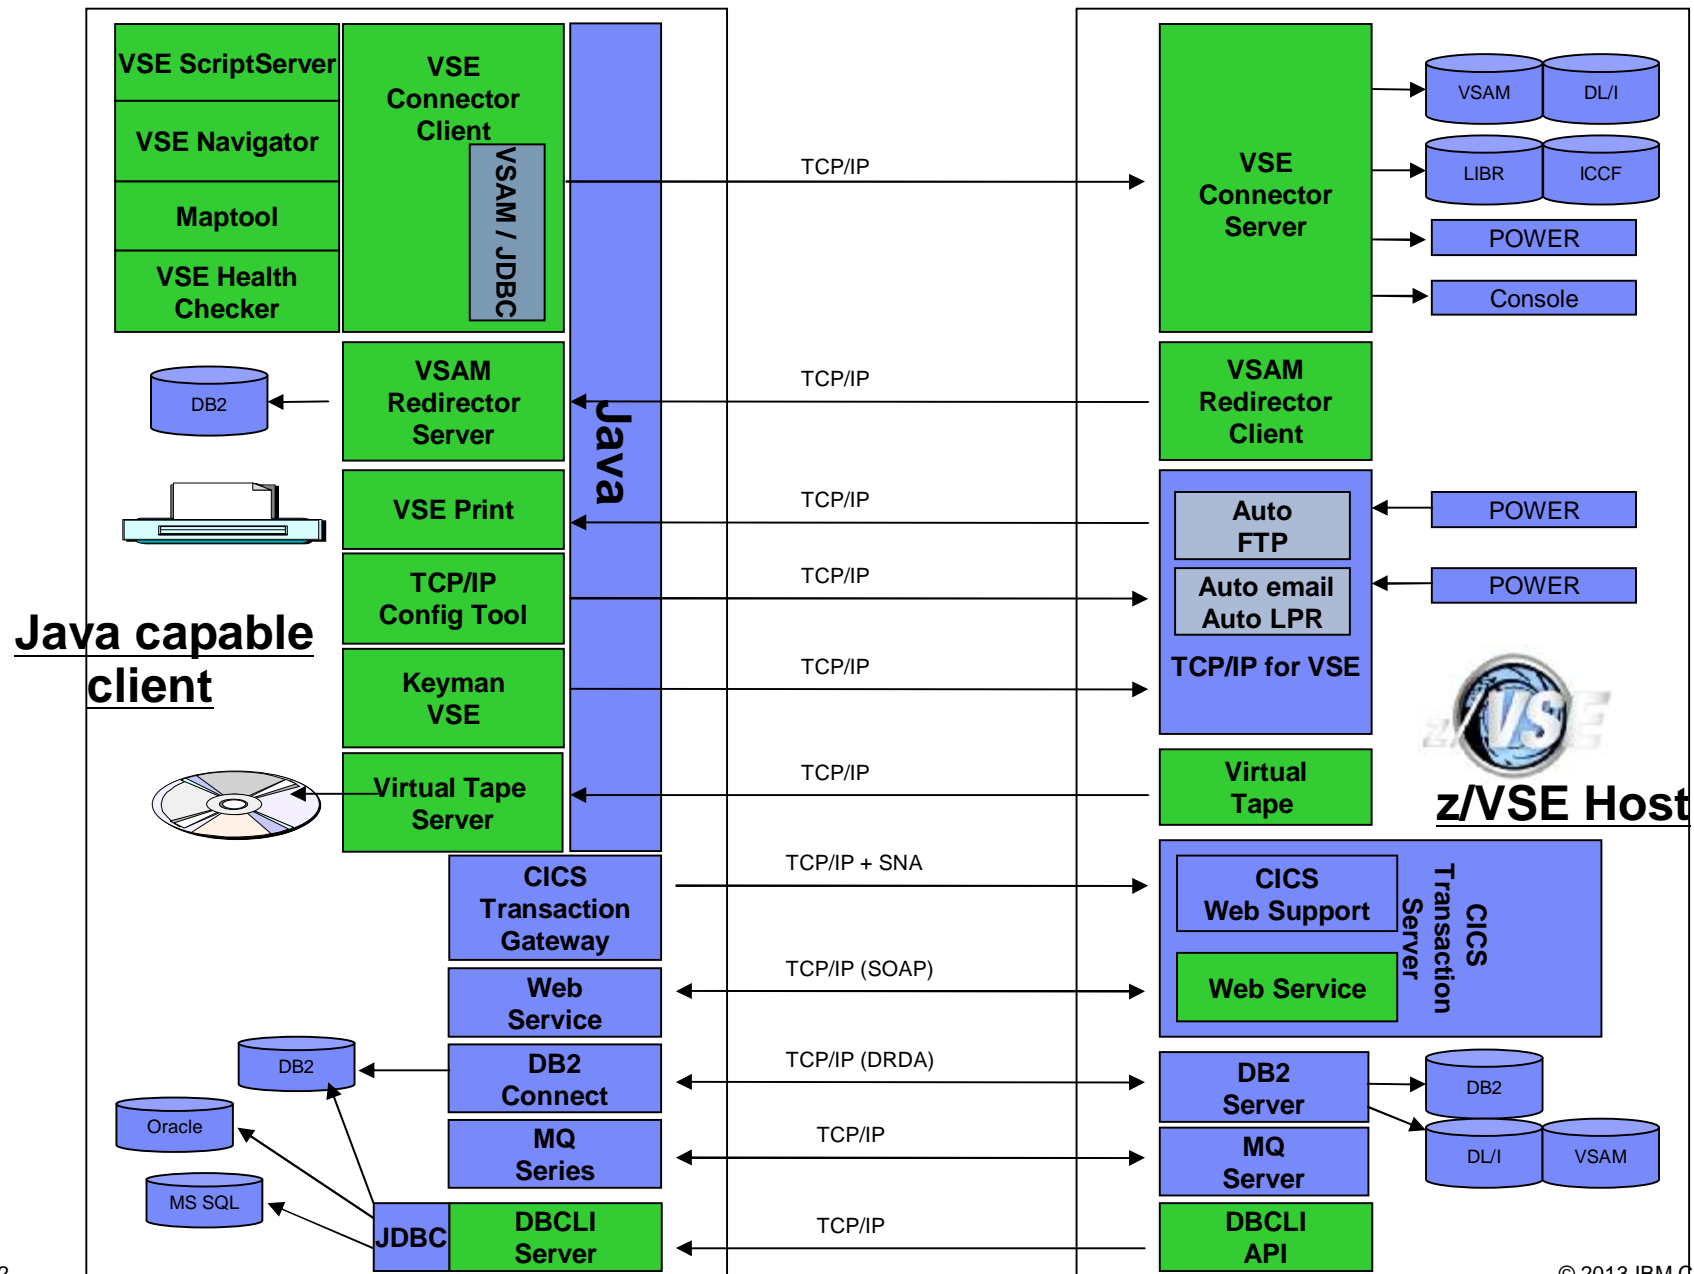 VSE ScriptServer
VSE Navigator
Maptool
VSE Health
Checker
VSE
Connector
Client
VSAM / JDBC
Java
TCP/IP
VSE
Connector
Server
VSAM
DL/I
LIBR
ICCF
POWER
Console
DB2
VSAM
Redirector
Server
TCP/IP
VSAM
Redirector
Client
VSE Print
TCP/IP
Auto
FTP
POWER
TCP/IP
Config Tool
TCP/IP
Auto email
Auto LPR
POWER
Java capable
client
Keyman
VSE
TCP/IP
TCP/IP for VSE
z/VSE
z/VSE Host
Virtual Tape
Server
TCP/IP
Virtual
Tape
CICS
Transaction
Gateway
TCP/IP + SNA
CICS
Web Support
CICS
Transaction
Server
Web
Service
TCP/IP (SOAP)
Web Service
DB2
DB2
Connect
TCP/IP (DRDA)
DB2
Server
DB2
Oracle
MQ
Series
TCP/IP
MQ
Server
DL/I
VSAM
MS SQL
JDBC
DBCLI
Server
TCP/IP
DBCLI
API
© 2013 IBM C